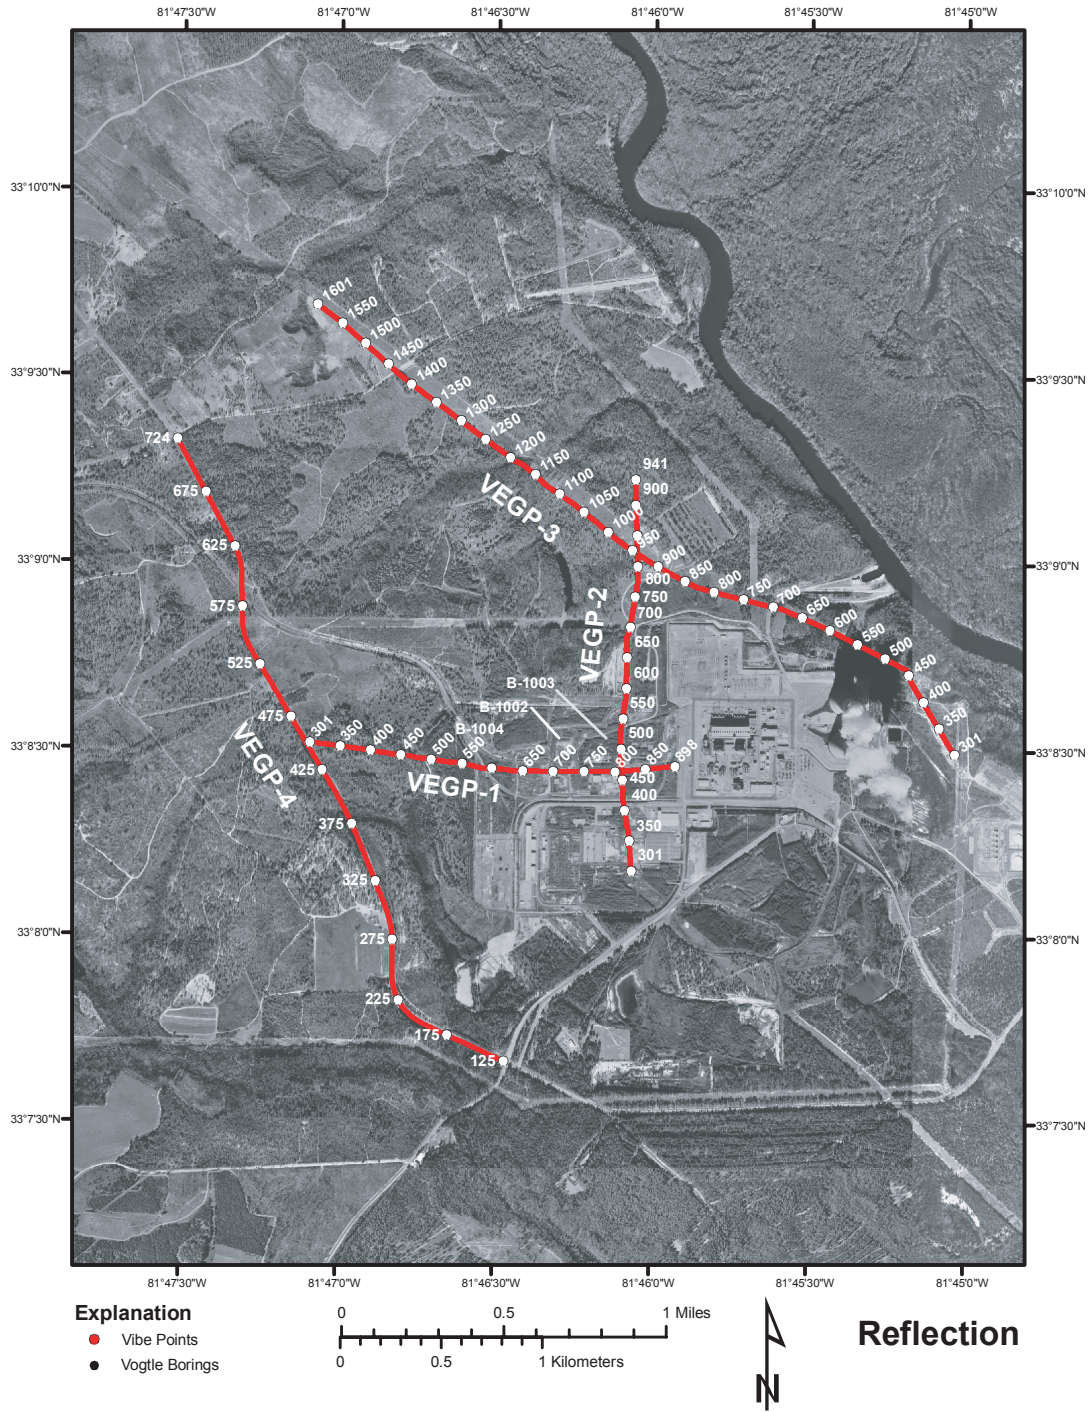 81°47'30"W 81°47'0"W 81°46'30"W 81°46'0"W 81°45'30"W 81°45'0"W
33°10'0"N
33°10'0"N
1601
1550
1500
1450
33°9'30"N
33°9'30"N
1400
1350
1300
1250
724
1200
941
1150
675
1100
900
VEGP-3
1050
1000
625
950
33°9'0"N
900
33°9'0"N
800
850
800
575
750
VEGP-2
750
700
700
650
650
600
525
550
600
500
B-1003
450
550
475
B-1002
400
301 350 400 450 500 550
B-1004
500
350
33°8'30"N
650 700 750 800 850 898
301
33°8'30"N
VEGP-4
425
VEGP-1
450
400
375
350
301
325
275
33°8'0"N
33°8'0"N
225
175
125
33°7'30"N
33°7'30"N
81°47'30"W 81°47'0"W 81°46'30"W 81°46'0"W 81°45'30"W 81°45'0"W
Explanation
Vibe Points
Vogtle Borings
0 0.5 1 Miles
0 0.5 1 Kilometers
N
Reflection